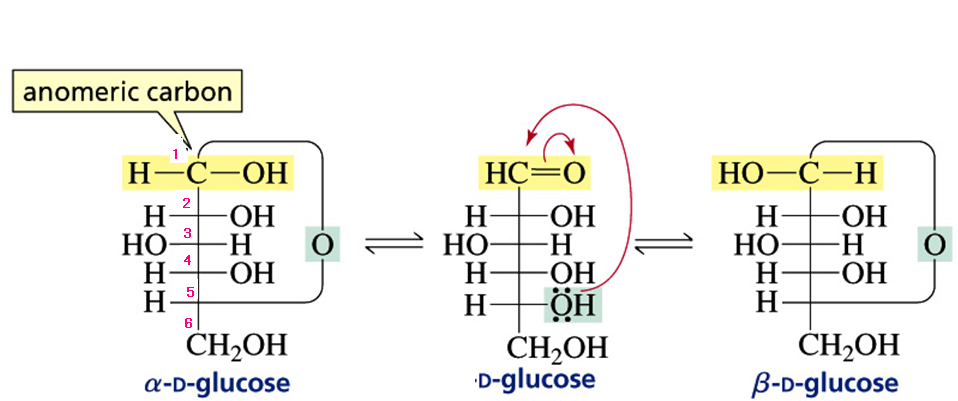 anomeric carbon
1
H—C—OH
2
H OH
3
HO H
O
4
H OH
5
H
6
CH₂OH
α-D-glucose
HC=O
H OH
HO H
H OH
H ÖH
CH₂OH
D-glucose
HO—C—H
H OH
HO H
O
H OH
H
CH₂OH
β-D-glucose